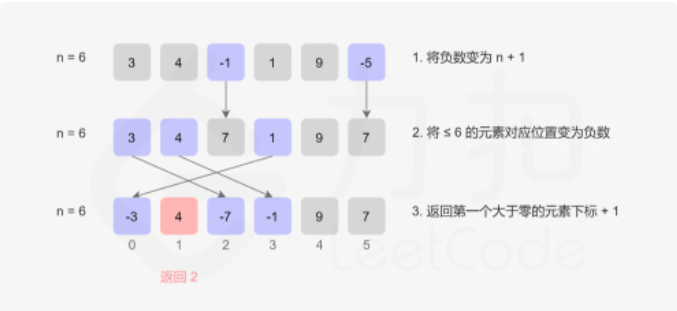 n = 6 3 4 -1 1 9 -5 1. 将负数变为 n + 1
n = 6 3 4 7 1 9 7 2. 将 ≤ 6 的元素对应位置变为负数
n = 6 -3 4 -7 -1 9 7 3. 返回第一个大于零的元素下标 + 1
0 1 2 3 4 5
返回 2
力扣
LeetCode